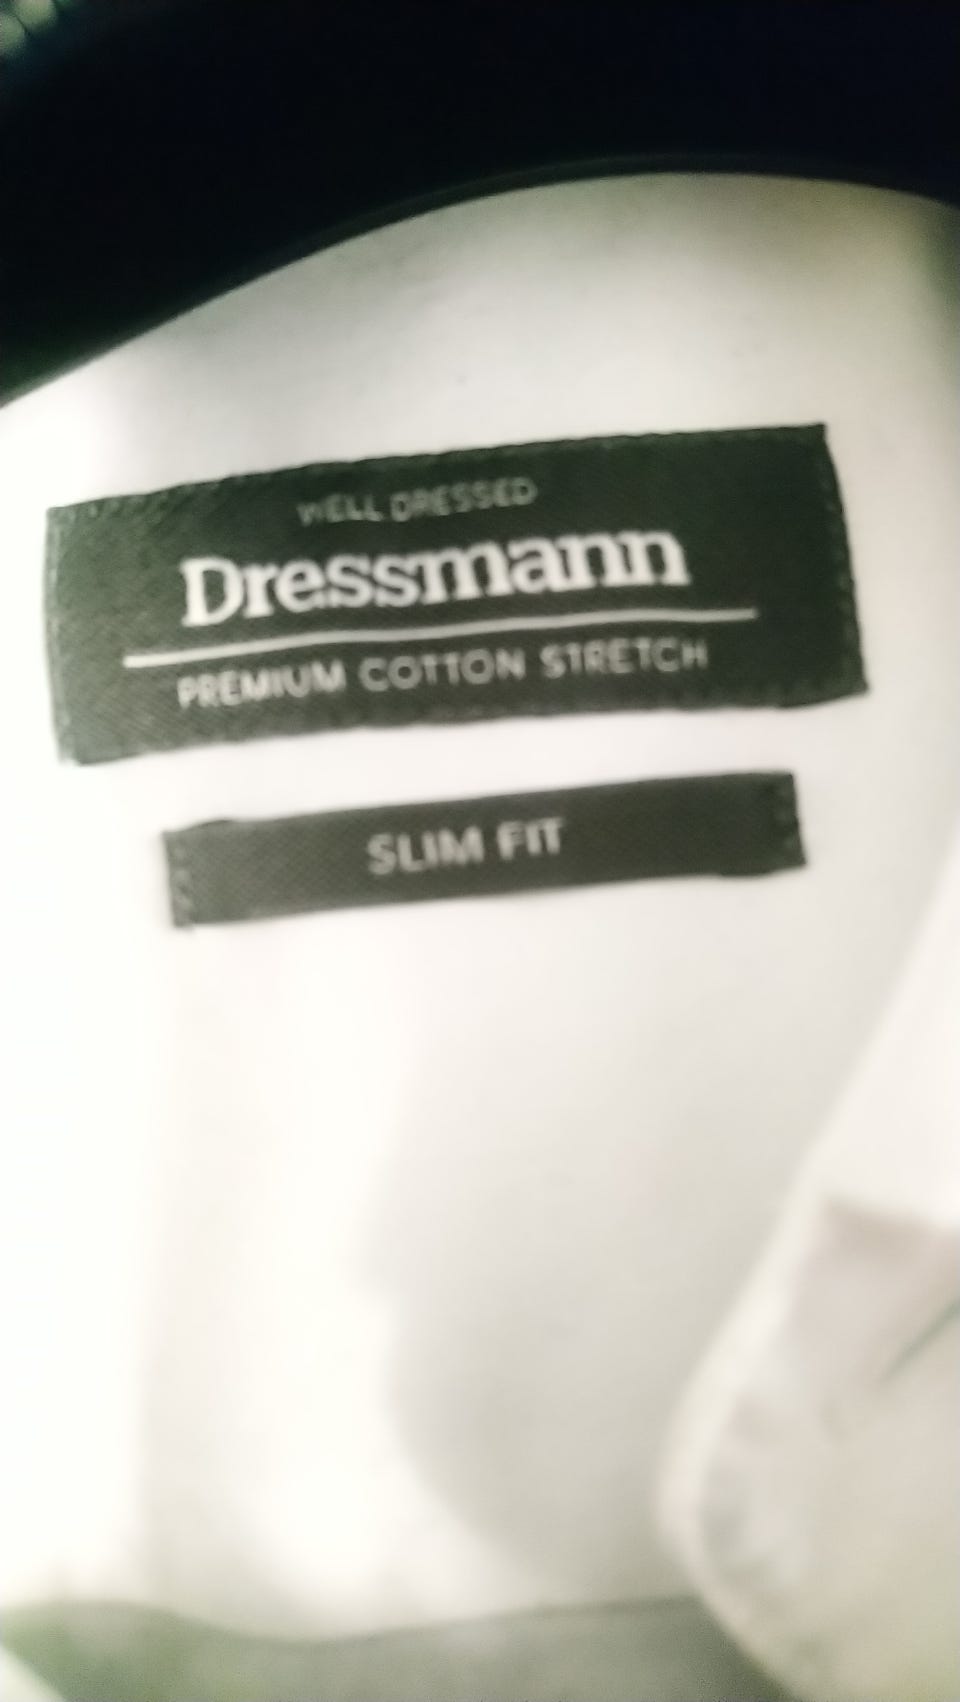 WELL DRESSED
Dressmann
PREMIUM COTTON STRETCH
SLIM FIT